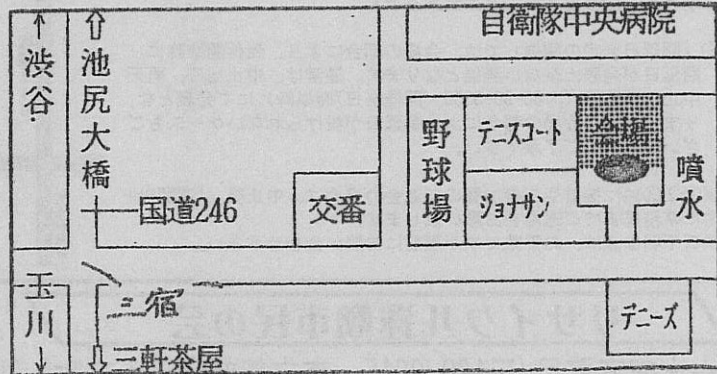 自衛隊中央病院
渋谷
池尻大橋
国道246
交番
野球場
テニスコート
ジョナサン
会場
噴水
玉川
三宿
三軒茶屋
デニーズ